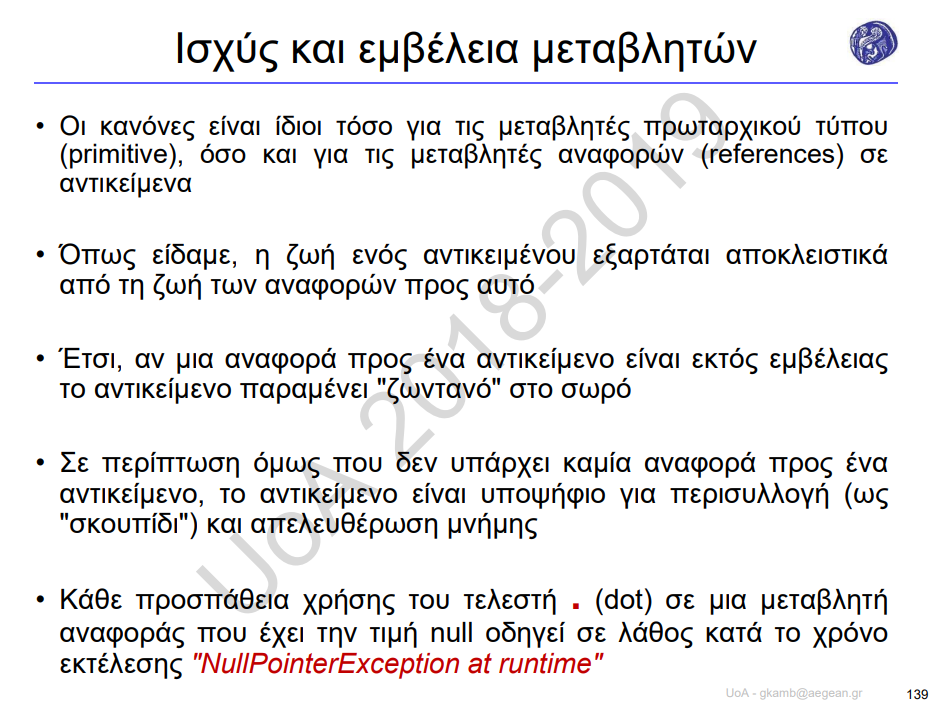 Ισχύς και εμβέλεια μεταβλητών
• Οι κανόνες είναι ίδιοι τόσο για τις μεταβλητές πρωταρχικού τύπου
(primitive), όσο και για τις μεταβλητές αναφορών (references) σε
αντικείμενα
• Όπως είδαμε, η ζωή ενός αντικειμένου εξαρτάται αποκλειστικά
από τη ζωή των αναφορών προς αυτό
• Έτσι, αν μια αναφορά προς ένα αντικείμενο είναι εκτός εμβέλειας
το αντικείμενο παραμένει "ζωντανό" στο σωρό
• Σε περίπτωση όμως που δεν υπάρχει καμία αναφορά προς ένα
αντικείμενο, το αντικείμενο είναι υποψήφιο για περισυλλογή (ως
"σκουπίδι") και απελευθέρωση μνήμης
• Κάθε προσπάθεια χρήσης του τελεστή . (dot) σε μια μεταβλητή
αναφοράς που έχει την τιμή null οδηγεί σε λάθος κατά το χρόνο
εκτέλεσης "NullPointerException at runtime"
UoA 2018-2019
UoA - gkamb@aegean.gr
139